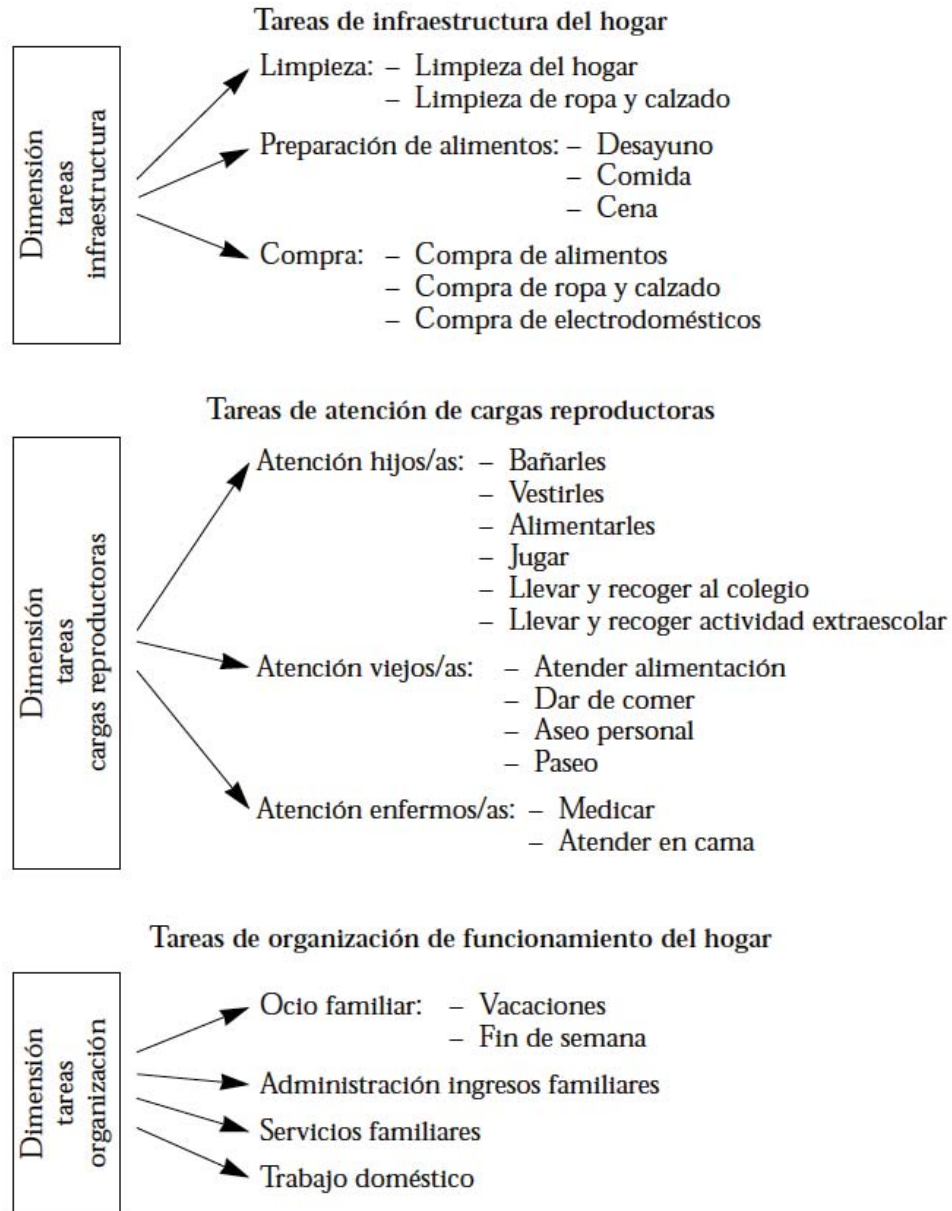 Tareas de infraestructura del hogar
Dimensión
tareas
infraestructura
Limpieza: – Limpieza del hogar
– Limpieza de ropa y calzado
Preparación de alimentos: – Desayuno
– Comida
– Cena
Compra: – Compra de alimentos
– Compra de ropa y calzado
– Compra de electrodomésticos
Tareas de atención de cargas reproductoras
Dimensión
tareas
cargas reproductoras
Atención hijos/as: – Bañarles
– Vestirles
– Alimentarles
– Jugar
– Llevar y recoger al colegio
– Llevar y recoger actividad extraescolar
Atención viejos/as: – Atender alimentación
– Dar de comer
– Aseo personal
– Paseo
Atención enfermos/as: – Medicar
– Atender en cama
Tareas de organización de funcionamiento del hogar
Dimensión
tareas
organización
Ocio familiar: – Vacaciones
– Fin de semana
Administración ingresos familiares
Servicios familiares
Trabajo doméstico